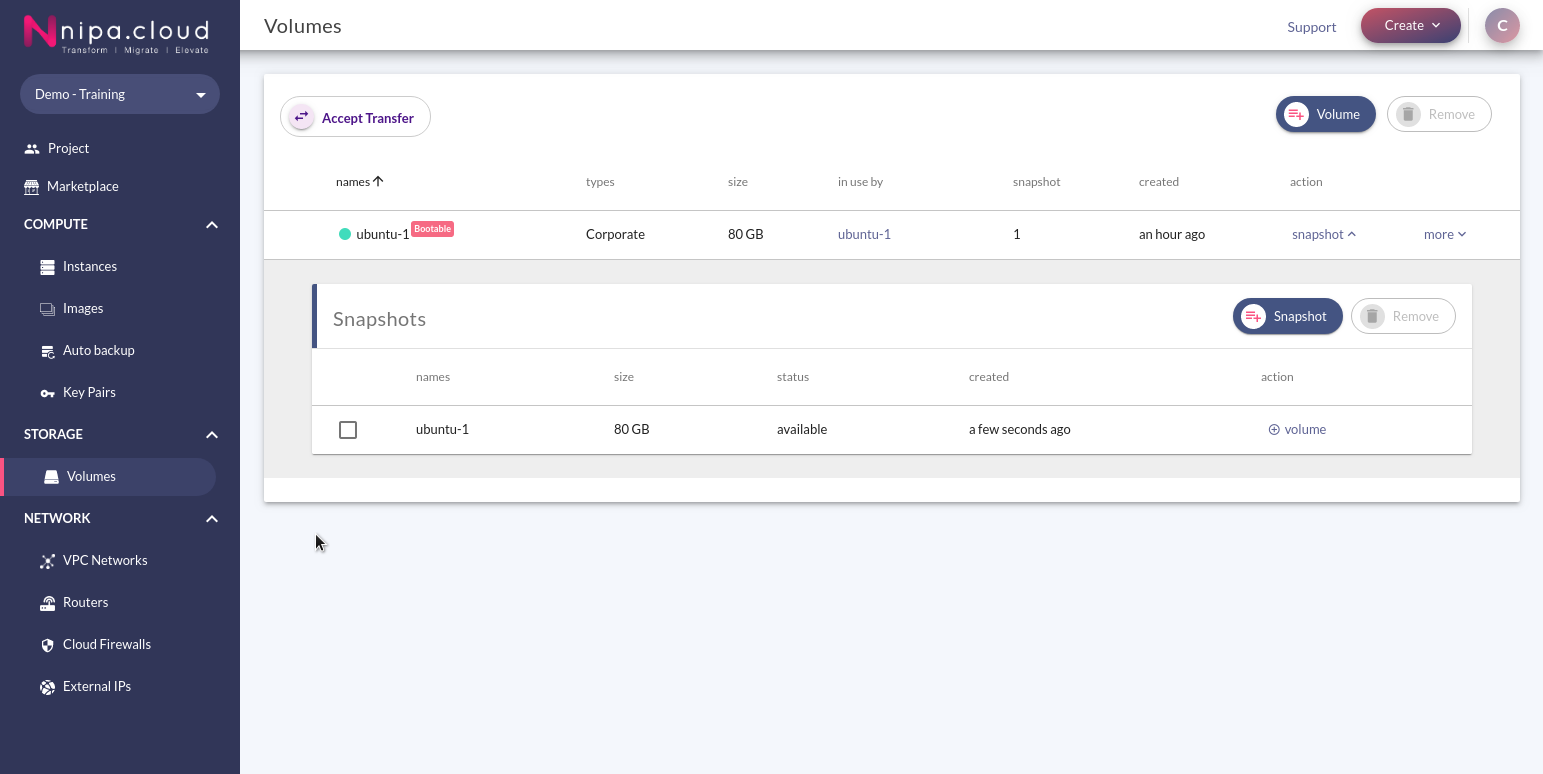 nipa.cloud
Transform | Migrate | Elevate
Demo - Training
Project
Marketplace
COMPUTE
Instances
Images
Auto backup
Key Pairs
STORAGE
Volumes
NETWORK
VPC Networks
Routers
Cloud Firewalls
External IPs
Volumes
Support
Create
C
Accept Transfer
Volume
Remove
names types size in use by snapshot created action
ubuntu-1 Bootable Corporate 80 GB ubuntu-1 1 an hour ago snapshot more
Snapshots
Snapshot
Remove
names size status created action
ubuntu-1 80 GB available a few seconds ago volume